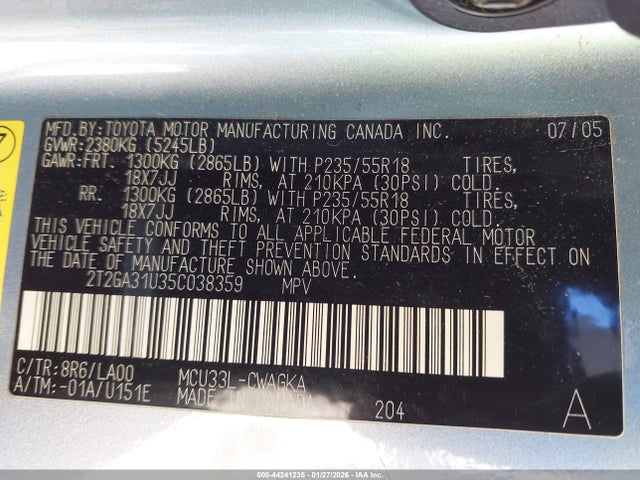 MFD.BY:TOYOTA MOTOR MANUFACTURING CANADA INC. 07/05
GVWR:2380KG (5245LB)
GAWR:FRT. 1300KG (2865LB) WITH P235/55R18 TIRES,
18X7JJ RIMS, AT 210KPA (30PSI) COLD.
RR. 1300KG (2865LB) WITH P235/55R18 TIRES,
18X7JJ RIMS, AT 210KPA (30PSI) COLD.
THIS VEHICLE CONFORMS TO ALL APPLICABLE FEDERAL MOTOR
VEHICLE SAFETY AND THEFT PREVENTION STANDARDS IN EFFECT ON
THE DATE OF MANUFACTURE SHOWN ABOVE.
2T2GA31U35C038359 MPV
C/TR:8R6/LA00 MCU33L-CWAGKA
A/TM:-01A/U151E MADE 204 A
000-44241235 - 01/27/2026 - IAA Inc.